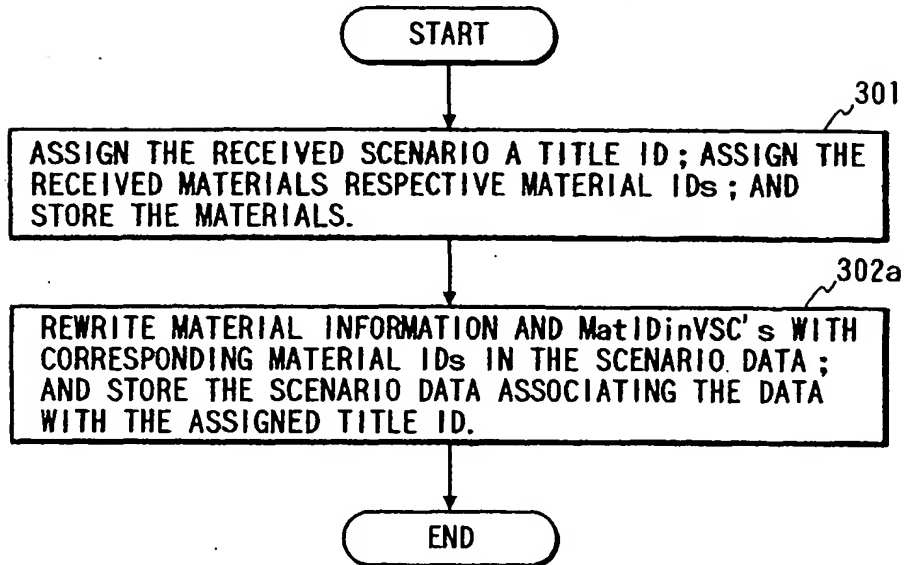 START
301
ASSIGN THE RECEIVED SCENARIO A TITLE ID; ASSIGN THE
RECEIVED MATERIALS RESPECTIVE MATERIAL IDs; AND
STORE THE MATERIALS.
302a
REWRITE MATERIAL INFORMATION AND MatIDinVSC's WITH
CORRESPONDING MATERIAL IDs IN THE SCENARIO DATA;
AND STORE THE SCENARIO DATA ASSOCIATING THE DATA
WITH THE ASSIGNED TITLE ID.
END